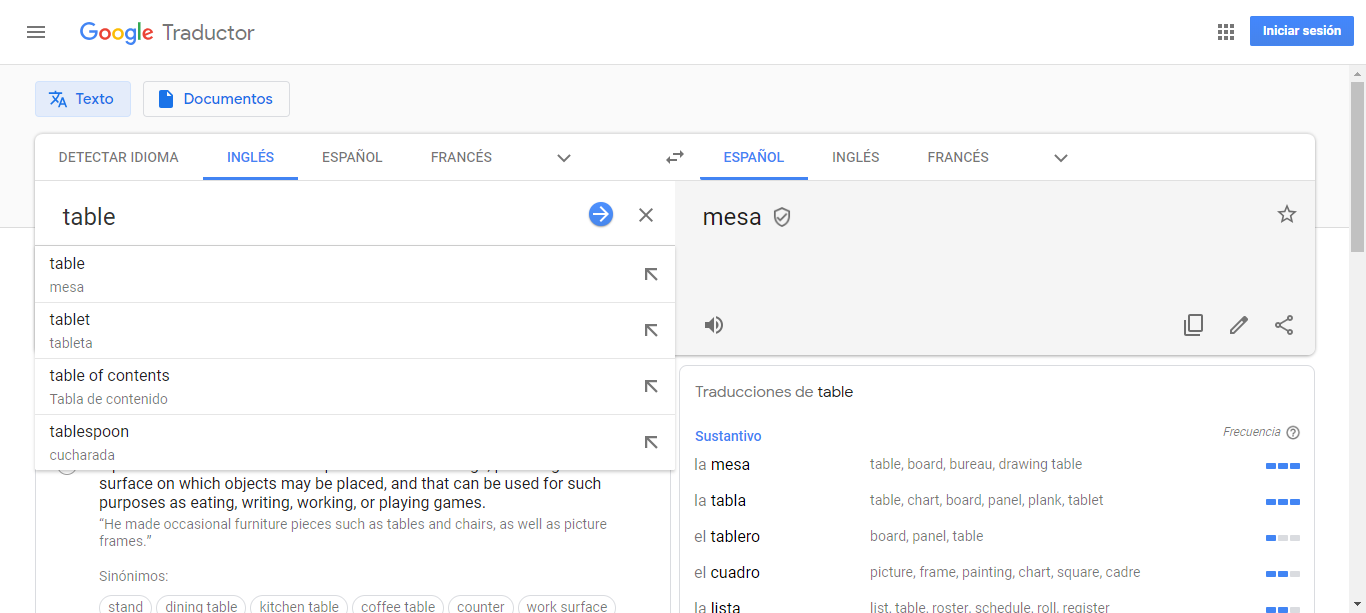 Google Traductor
Iniciar sesión
Texto
Documentos
DETECTAR IDIOMA INGLÉS ESPAÑOL FRANCÉS
ESPAÑOL INGLÉS FRANCÉS
table
mesa
table
mesa
tablet
tableta
table of contents
Tabla de contenido
tablespoon
cucharada
surface on which objects may be placed, and that can be used for such
purposes as eating, writing, working, or playing games.
“He made occasional furniture pieces such as tables and chairs, as well as picture
frames.”
Sinónimos:
stand dining table kitchen table coffee table counter work surface
Traducciones de table
Sustantivo Frecuencia
la mesa table, board, bureau, drawing table
la tabla table, chart, board, panel, plank, tablet
el tablero board, panel, table
el cuadro picture, frame, painting, chart, square, cadre
la lista list, table, roster, schedule, roll, register